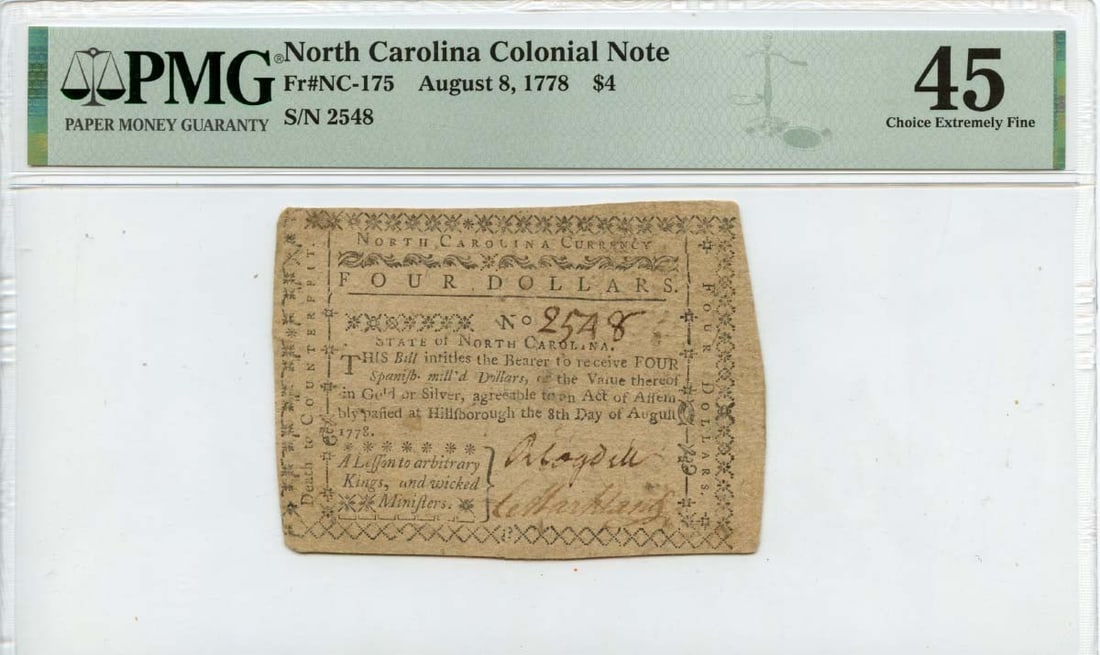 PMG® North Carolina Colonial Note
Fr#NC-175 August 8, 1778 $4
S/N 2548
PAPER MONEY GUARANTY
45
Choice Extremely Fine
NORTH CAROLINA CURRENCY
FOUR DOLLARS.
No 2548
STATE of NORTH CAROLINA.
THIS Bill intitles the Bearer to receive FOUR
Spanish mill'd Dollars, or the Value thereof
in Gold or Silver, agreeable to an Act of Assem
bly passed at Hillsborough the 8th Day of August
1778.
A Lesson to arbitrary
Kings, and wicked
Ministers.
Death to COUNTERFEIT.
FOUR DOLLARS.